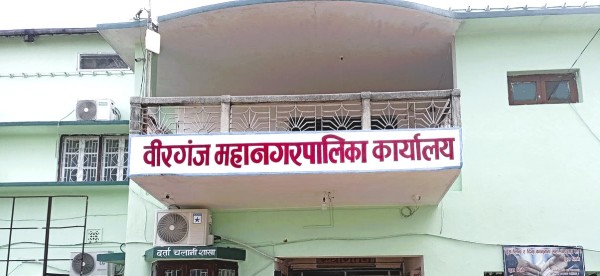 वीरगंज महानगरपालिका कार्यालय
दर्ता चलानी शाखा